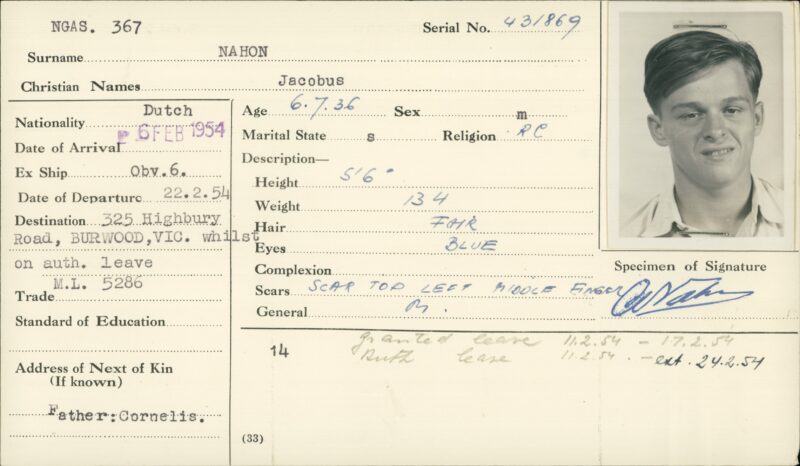 NGAS. 367
Serial No. 431869
Surname NAHON
Christian Names Jacobus
Nationality Dutch
Date of Arrival 6 FEB 1954
Ex Ship Obv.6.
Date of Departure 22.2.54
Destination 325 Highbury
Road, BURWOOD,VIC. whilst
on auth. leave
M.L. 5286
Trade
Standard of Education
Address of Next of Kin
(If known)
Father:Cornelis.
Age 6.7.36 Sex m
Marital State s Religion RC
Description—
Height 5'6"
Weight 134
Hair FAIR
Eyes BLUE
Complexion
Scars SCAR TOP LEFT MIDDLE FINGER
General
Specimen of Signature
14
granted leave 11.2.54 - 17.2.54
Auth leave 11.2.54. - ext. 24.2.54
(33)